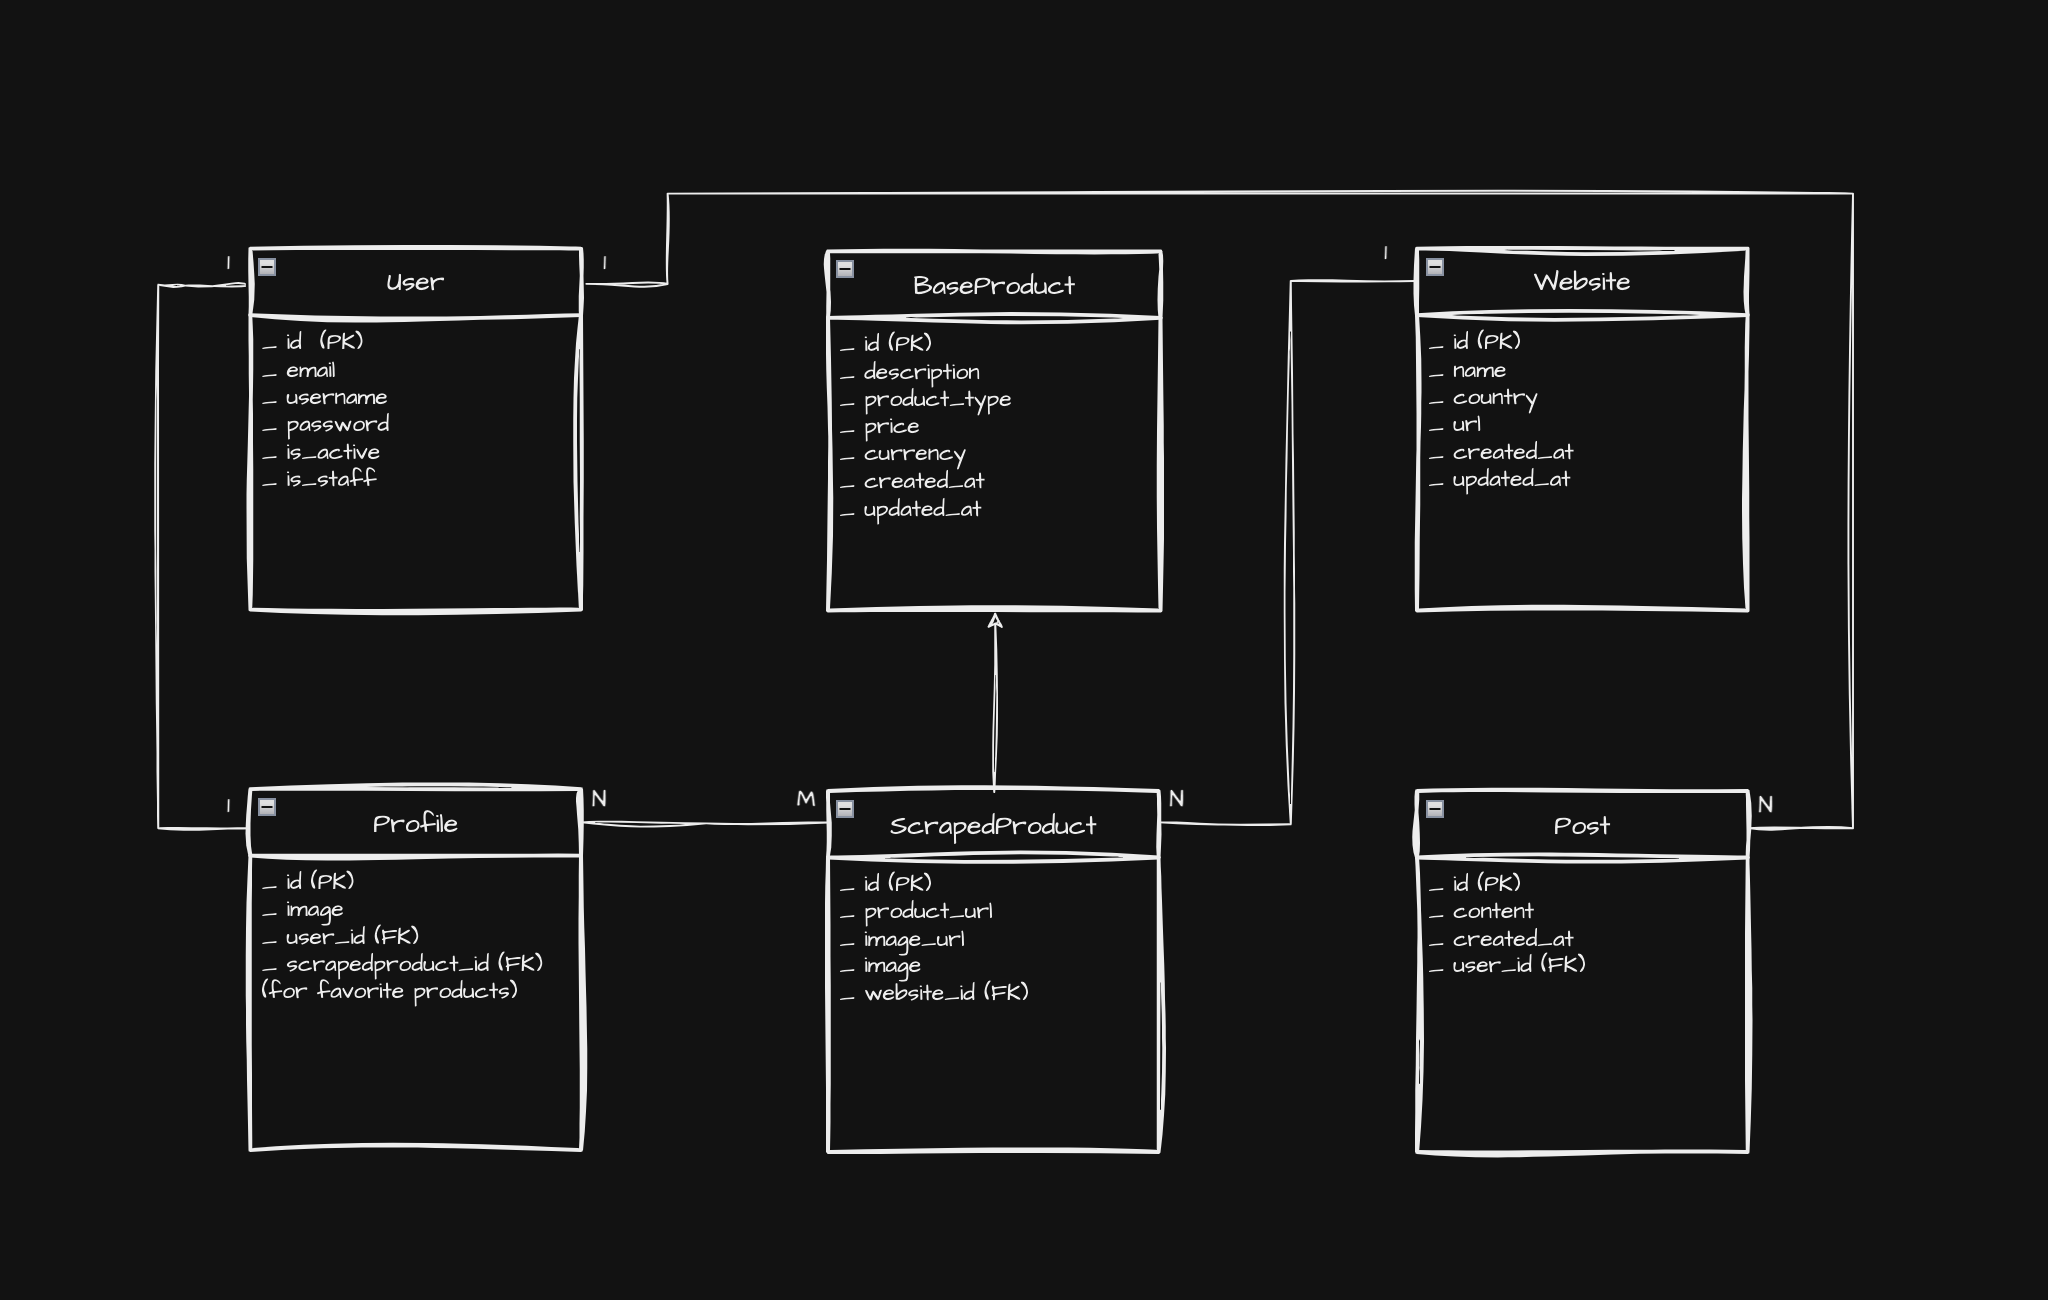 1
User
1
_ id  (PK)
_ email
_ username
_ password
_ is_active
_ is_staff
BaseProduct
_ id (PK)
_ description
_ product_type
_ price
_ currency
_ created_at
_ updated_at
1
Website
_ id (PK)
_ name
_ country
_ url
_ created_at
_ updated_at
1
Profile
N
_ id (PK)
_ image
_ user_id (FK)
_ scrapedproduct_id (FK)
(for favorite products)
M
ScrapedProduct
N
_ id (PK)
_ product_url
_ image_url
_ image
_ website_id (FK)
Post
N
_ id (PK)
_ content
_ created_at
_ user_id (FK)